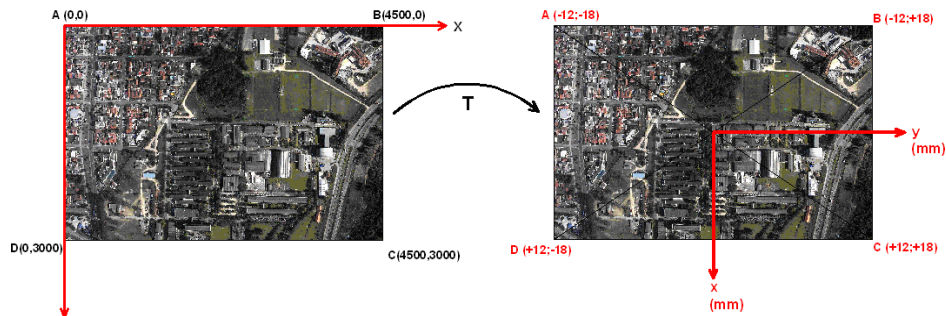 A (0,0)
B(4500,0)
X
D(0,3000)
C(4500,3000)
T
A (-12;-18)
B (-12;+18)
y
(mm)
D (+12;-18)
C (+12;+18)
x
(mm)